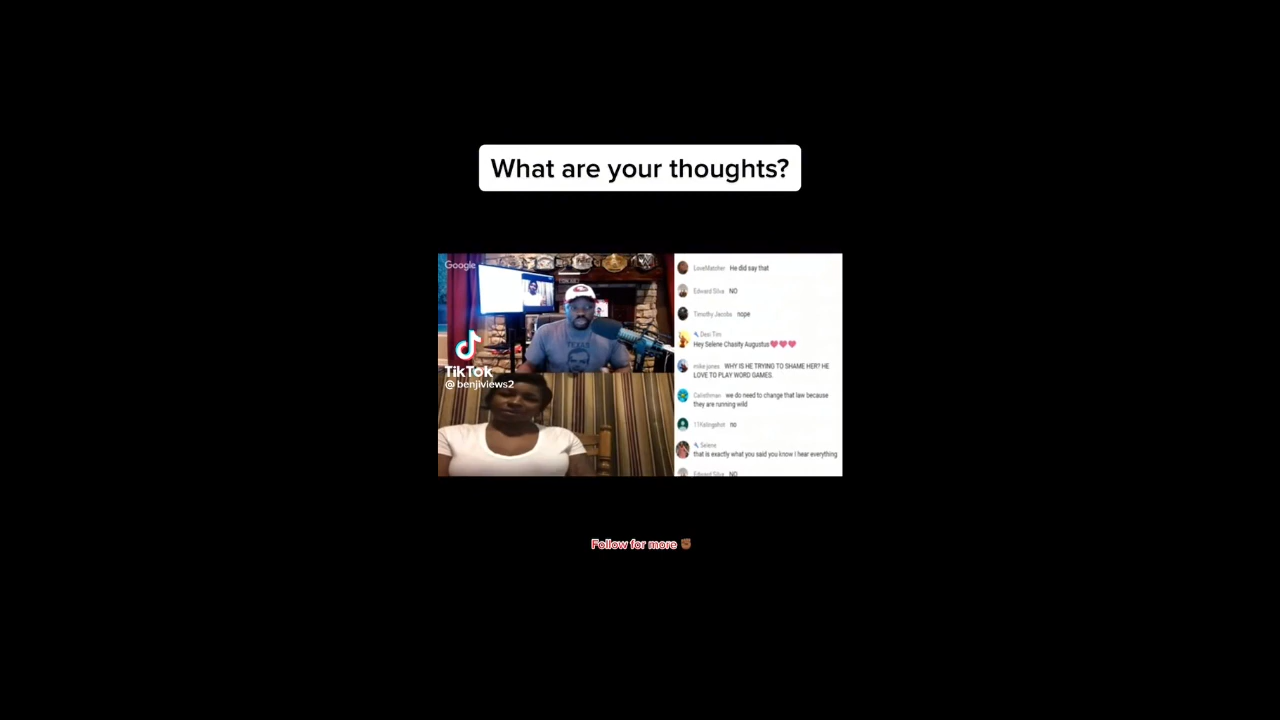 What are your thoughts?
Google
TikTok
@benjiviews2
LoveMatcher He did say that
Edward Silva NO
Timothy Jacobs nope
Desi Tim
Hey Selene Chasity Augustus💗💗💗
mike jones WHY IS HE TRYING TO SHAME HER? HE
LOVE TO PLAY WORD GAMES.
we do need to change that law because
they are running wild
no
Selene
that is exactly what you said you know I hear everything
Edward Silva NO
Follow for more ✊🏾